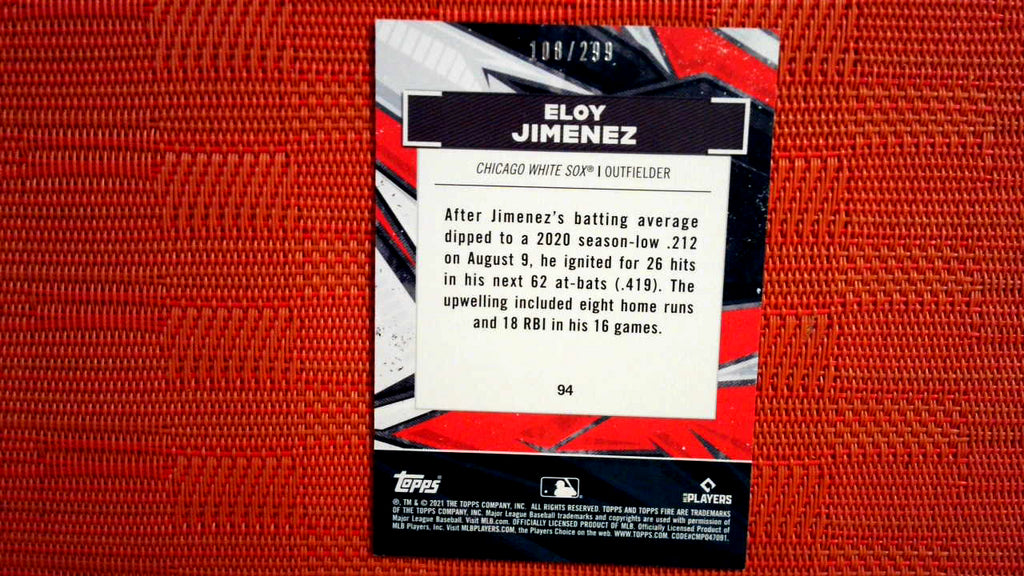 108/299
ELOY
JIMENEZ
CHICAGO WHITE SOX® | OUTFIELDER
After Jimenez's batting average
dipped to a 2020 season-low .212
on August 9, he ignited for 26 hits
in his next 62 at-bats (.419). The
upwelling included eight home runs
and 18 RBI in his 16 games.
94
Topps®
MLB PLAYERS
®, TM & © 2021 THE TOPPS COMPANY, INC. ALL RIGHTS RESERVED. TOPPS AND TOPPS FIRE ARE TRADEMARKS
OF THE TOPPS COMPANY, INC. Major League Baseball trademarks and copyrights are used with permission of
Major League Baseball. Visit MLB.com. OFFICIALLY LICENSED PRODUCT OF MLB. Officially Licensed Product of
MLB Players, Inc. Visit MLBPLAYERS.COM, the Players Choice on the web. WWW.TOPPS.COM. CODE#CMP047091.